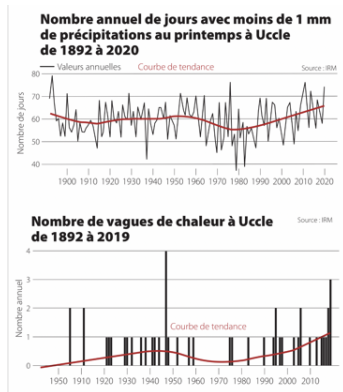 Nombre annuel de jours avec moins de 1 mm
de précipitations au printemps à Uccle
de 1892 à 2020
Valeurs annuelles Courbe de tendance Source : IRM
Nombre de jours
80
70
60
50
40
1900 1910 1920 1930 1940 1950 1960 1970 1980 1990 2000 2010 2020
Nombre de vagues de chaleur à Uccle Source : IRM
de 1892 à 2019
Nombre annuel
4
3
2
1
0
Courbe de tendance
1950 1910 1920 1930 1940 1950 1960 1970 1980 1990 2000 2010